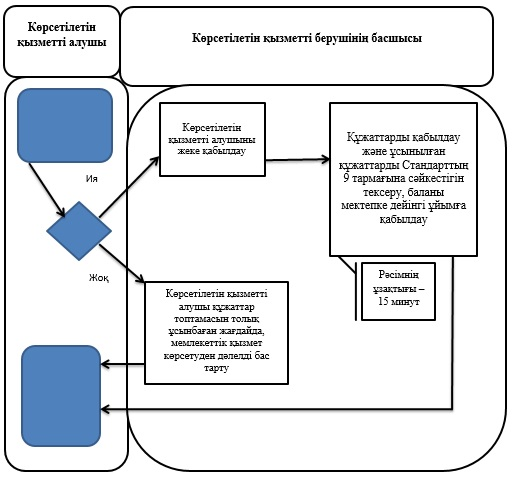 Көрсетілетін
қызметті алушы
Көрсетілетін қызметті берушінің басшысы
Көрсетілетін
қызметті алушыны
жеке қабылдау
Құжаттарды қабылдау
және ұсынылған
құжаттарды Стандарттың
9 тармағына сәйкестігін
тексеру, баланы
мектепке дейінгі ұйымға
қабылдау
Ия
Рәсімнің
ұзақтығы –
15 минут
Жоқ
Көрсетілетін қызметті
алушы құжаттар
топтамасын толық
ұсынбаған жағдайда,
мемлекеттік қызмет
көрсетуден дәлелді бас
тарту